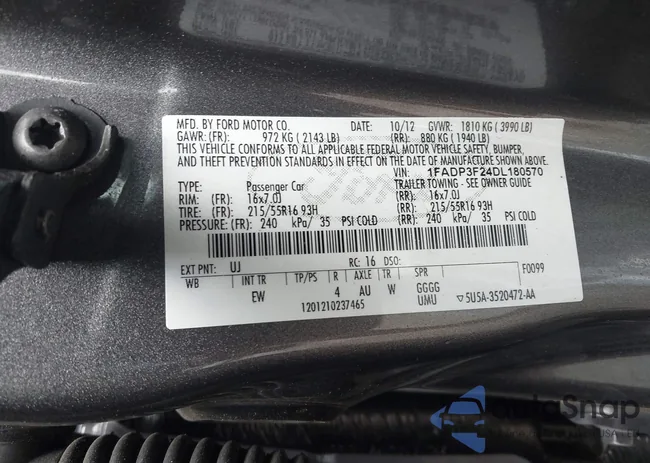 MFD. BY FORD MOTOR CO. DATE: 10/12 GVWR: 1810 KG ( 3990 LB)
GAWR: (FR): 972 KG ( 2143 LB) (RR): 880 KG ( 1940 LB)
THIS VEHICLE CONFORMS TO ALL APPLICABLE FEDERAL MOTOR VEHICLE SAFETY, BUMPER,
AND THEFT PREVENTION STANDARDS IN EFFECT ON THE DATE OF MANUFACTURE SHOWN ABOVE.
VIN: 1FADP3F24DL180570
TYPE: Passenger Car TRAILER TOWING - SEE OWNER GUIDE
RIM: (FR): 16x7.0J (RR): 16x7.0J
TIRE: (FR): 215/55R16 93H (RR): 215/55R16 93H
PRESSURE: (FR): 240 kPa/ 35 PSI COLD (RR): 240 kPa/ 35 PSI COLD
EXT PNT: UJ RC: 16 DSO: F0099
WB INT TR TP/PS R AXLE TR SPR
EW 4 AU W GGGG
1201210237465 UMU ▽5U5A-3520472-AA
AutoSnap